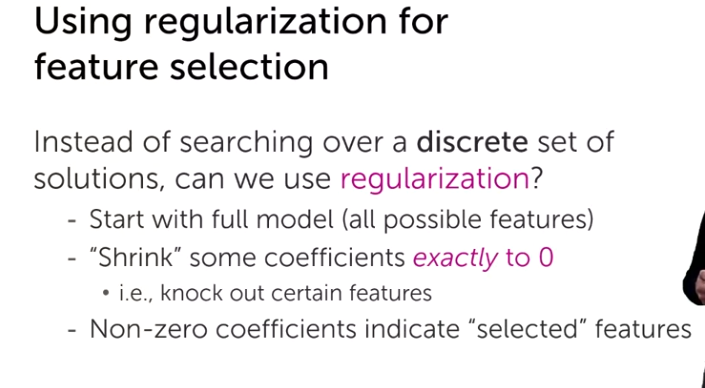 Using regularization for
feature selection
Instead of searching over a discrete set of
solutions, can we use regularization?
- Start with full model (all possible features)
- “Shrink” some coefficients exactly to 0
• i.e., knock out certain features
- Non-zero coefficients indicate “selected” features